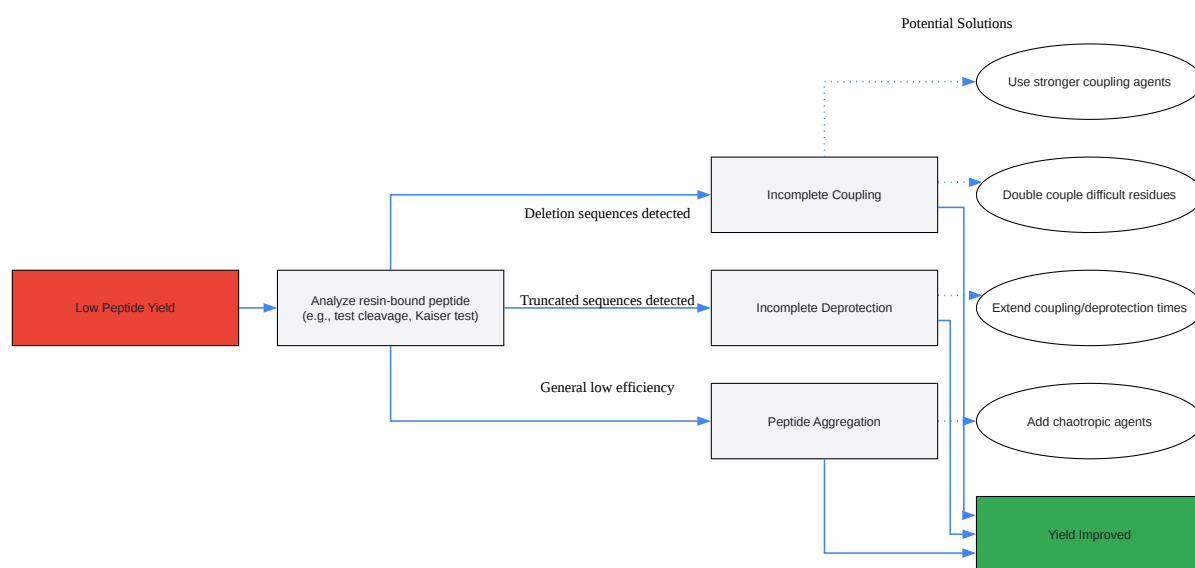 Potential Solutions
Use stronger coupling agents
Incomplete Coupling
Double couple difficult residues
Deletion sequences detected
Low Peptide Yield
Analyze resin-bound peptide
(e.g., test cleavage, Kaiser test)
Truncated sequences detected
Incomplete Deprotection
Extend coupling/deprotection times
General low efficiency
Peptide Aggregation
Add chaotropic agents
Yield Improved